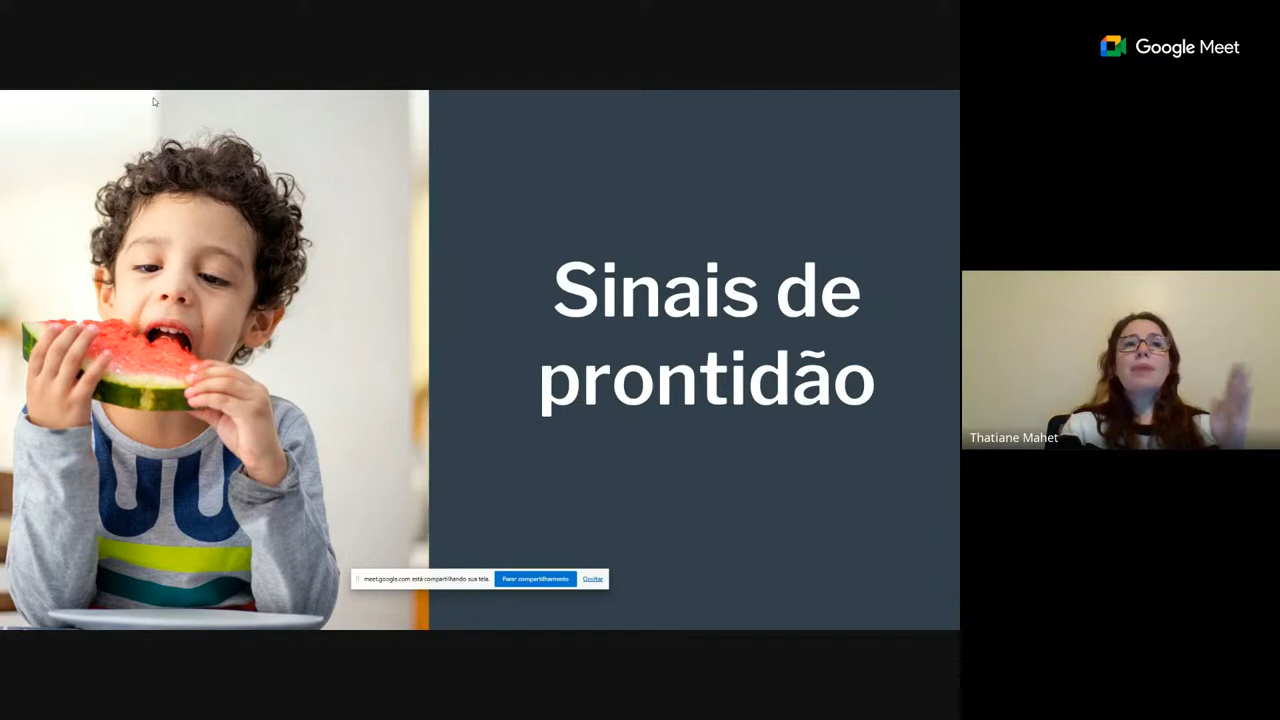 Google Meet
Sinais de
prontidão
Thatiane Mahet
meet.google.com está compartilhando sua tela.
Parar compartilhamento
Ocultar